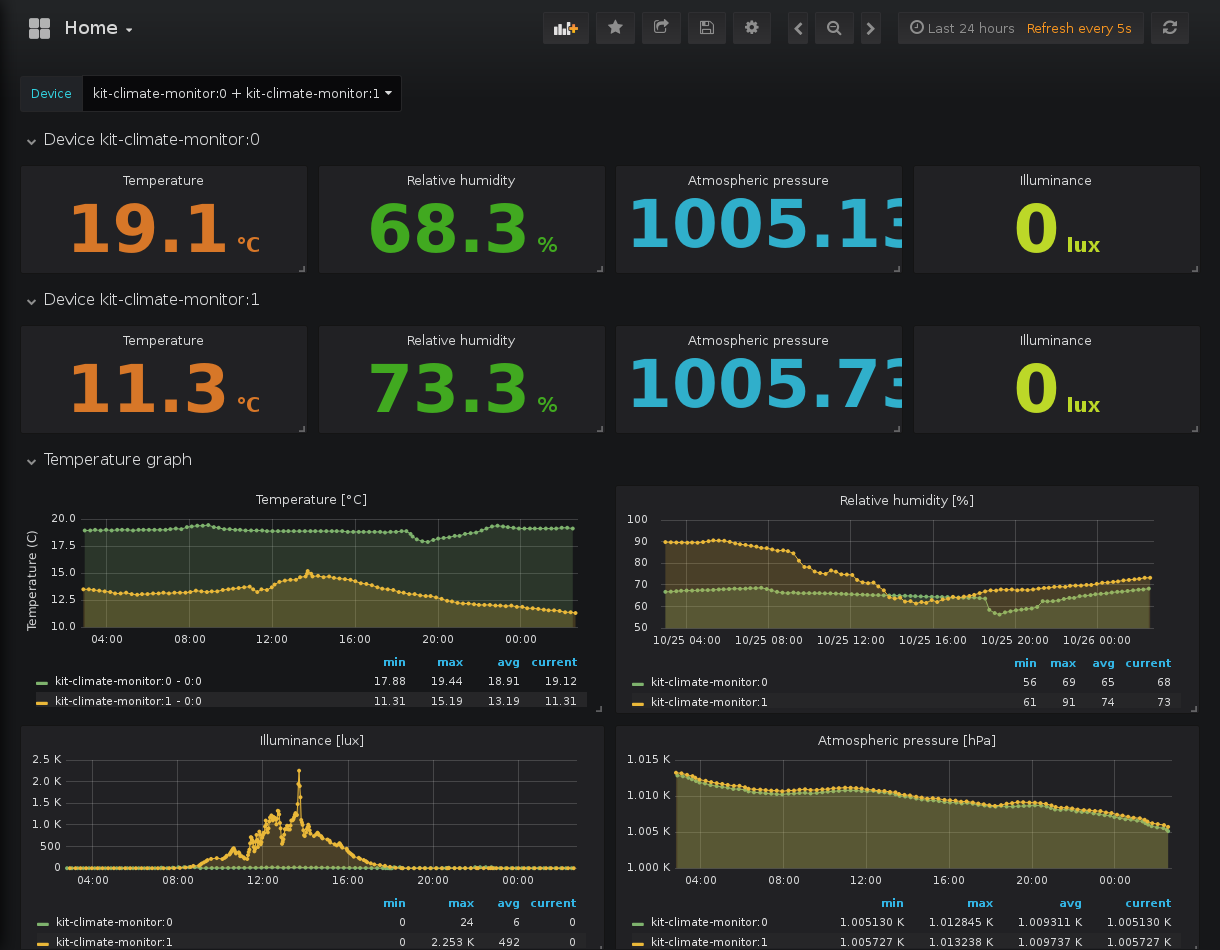 Home
Last 24 hours Refresh every 5s
Device kit-climate-monitor:0 + kit-climate-monitor:1
Device kit-climate-monitor:0
Temperature Relative humidity Atmospheric pressure Illuminance
19.1 °C 68.3 % 1005.13 0 lux
Device kit-climate-monitor:1
Temperature Relative humidity Atmospheric pressure Illuminance
11.3 °C 73.3 % 1005.73 0 lux
Temperature graph
Temperature [°C]
Temperature (C)
20.0
17.5
15.0
12.5
10.0
04:00 08:00 12:00 16:00 20:00 00:00
min max avg current
kit-climate-monitor:0 - 0:0 17.88 19.44 18.91 19.12
kit-climate-monitor:1 - 0:0 11.31 15.19 13.19 11.31
Relative humidity [%]
100
90
80
70
60
50
10/25 04:00 10/25 08:00 10/25 12:00 10/25 16:00 10/25 20:00 10/26 00:00
min max avg current
kit-climate-monitor:0 56 69 65 68
kit-climate-monitor:1 61 91 74 73
Illuminance [lux]
2.5 K
2.0 K
1.5 K
1.0 K
500
0
04:00 08:00 12:00 16:00 20:00 00:00
min max avg current
kit-climate-monitor:0 0 24 6 0
kit-climate-monitor:1 0 2.253 K 492 0
Atmospheric pressure [hPa]
1.015 K
1.010 K
1.005 K
1.000 K
04:00 08:00 12:00 16:00 20:00 00:00
min max avg current
kit-climate-monitor:0 1.005130 K 1.012845 K 1.009311 K 1.005130 K
kit-climate-monitor:1 1.005727 K 1.013238 K 1.009737 K 1.005727 K